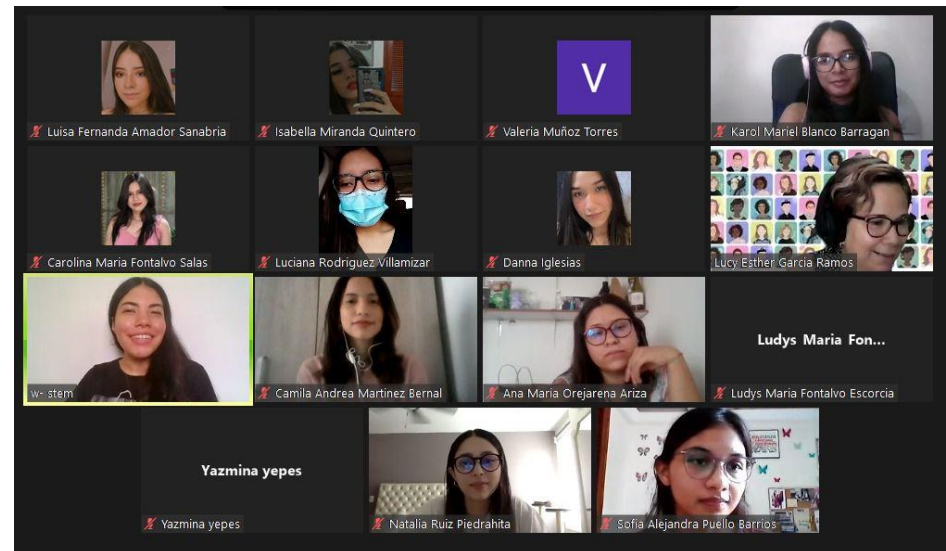 Luisa Fernanda Amador Sanabria
Isabella Miranda Quintero
V
Valeria Muñoz Torres
Karol Mariel Blanco Barragan
Carolina Maria Fontalvo Salas
Luciana Rodriguez Villamizar
Danna Iglesias
Lucy Esther Garcia Ramos
w- stem
Camila Andrea Martinez Bernal
Ana Maria Orejarena Ariza
Ludys Maria Fon...
Ludys Maria Fontalvo Escorcia
Yazmina yepes
Yazmina yepes
Natalia Ruiz Piedrahita
Sofia Alejandra Puello Barrios